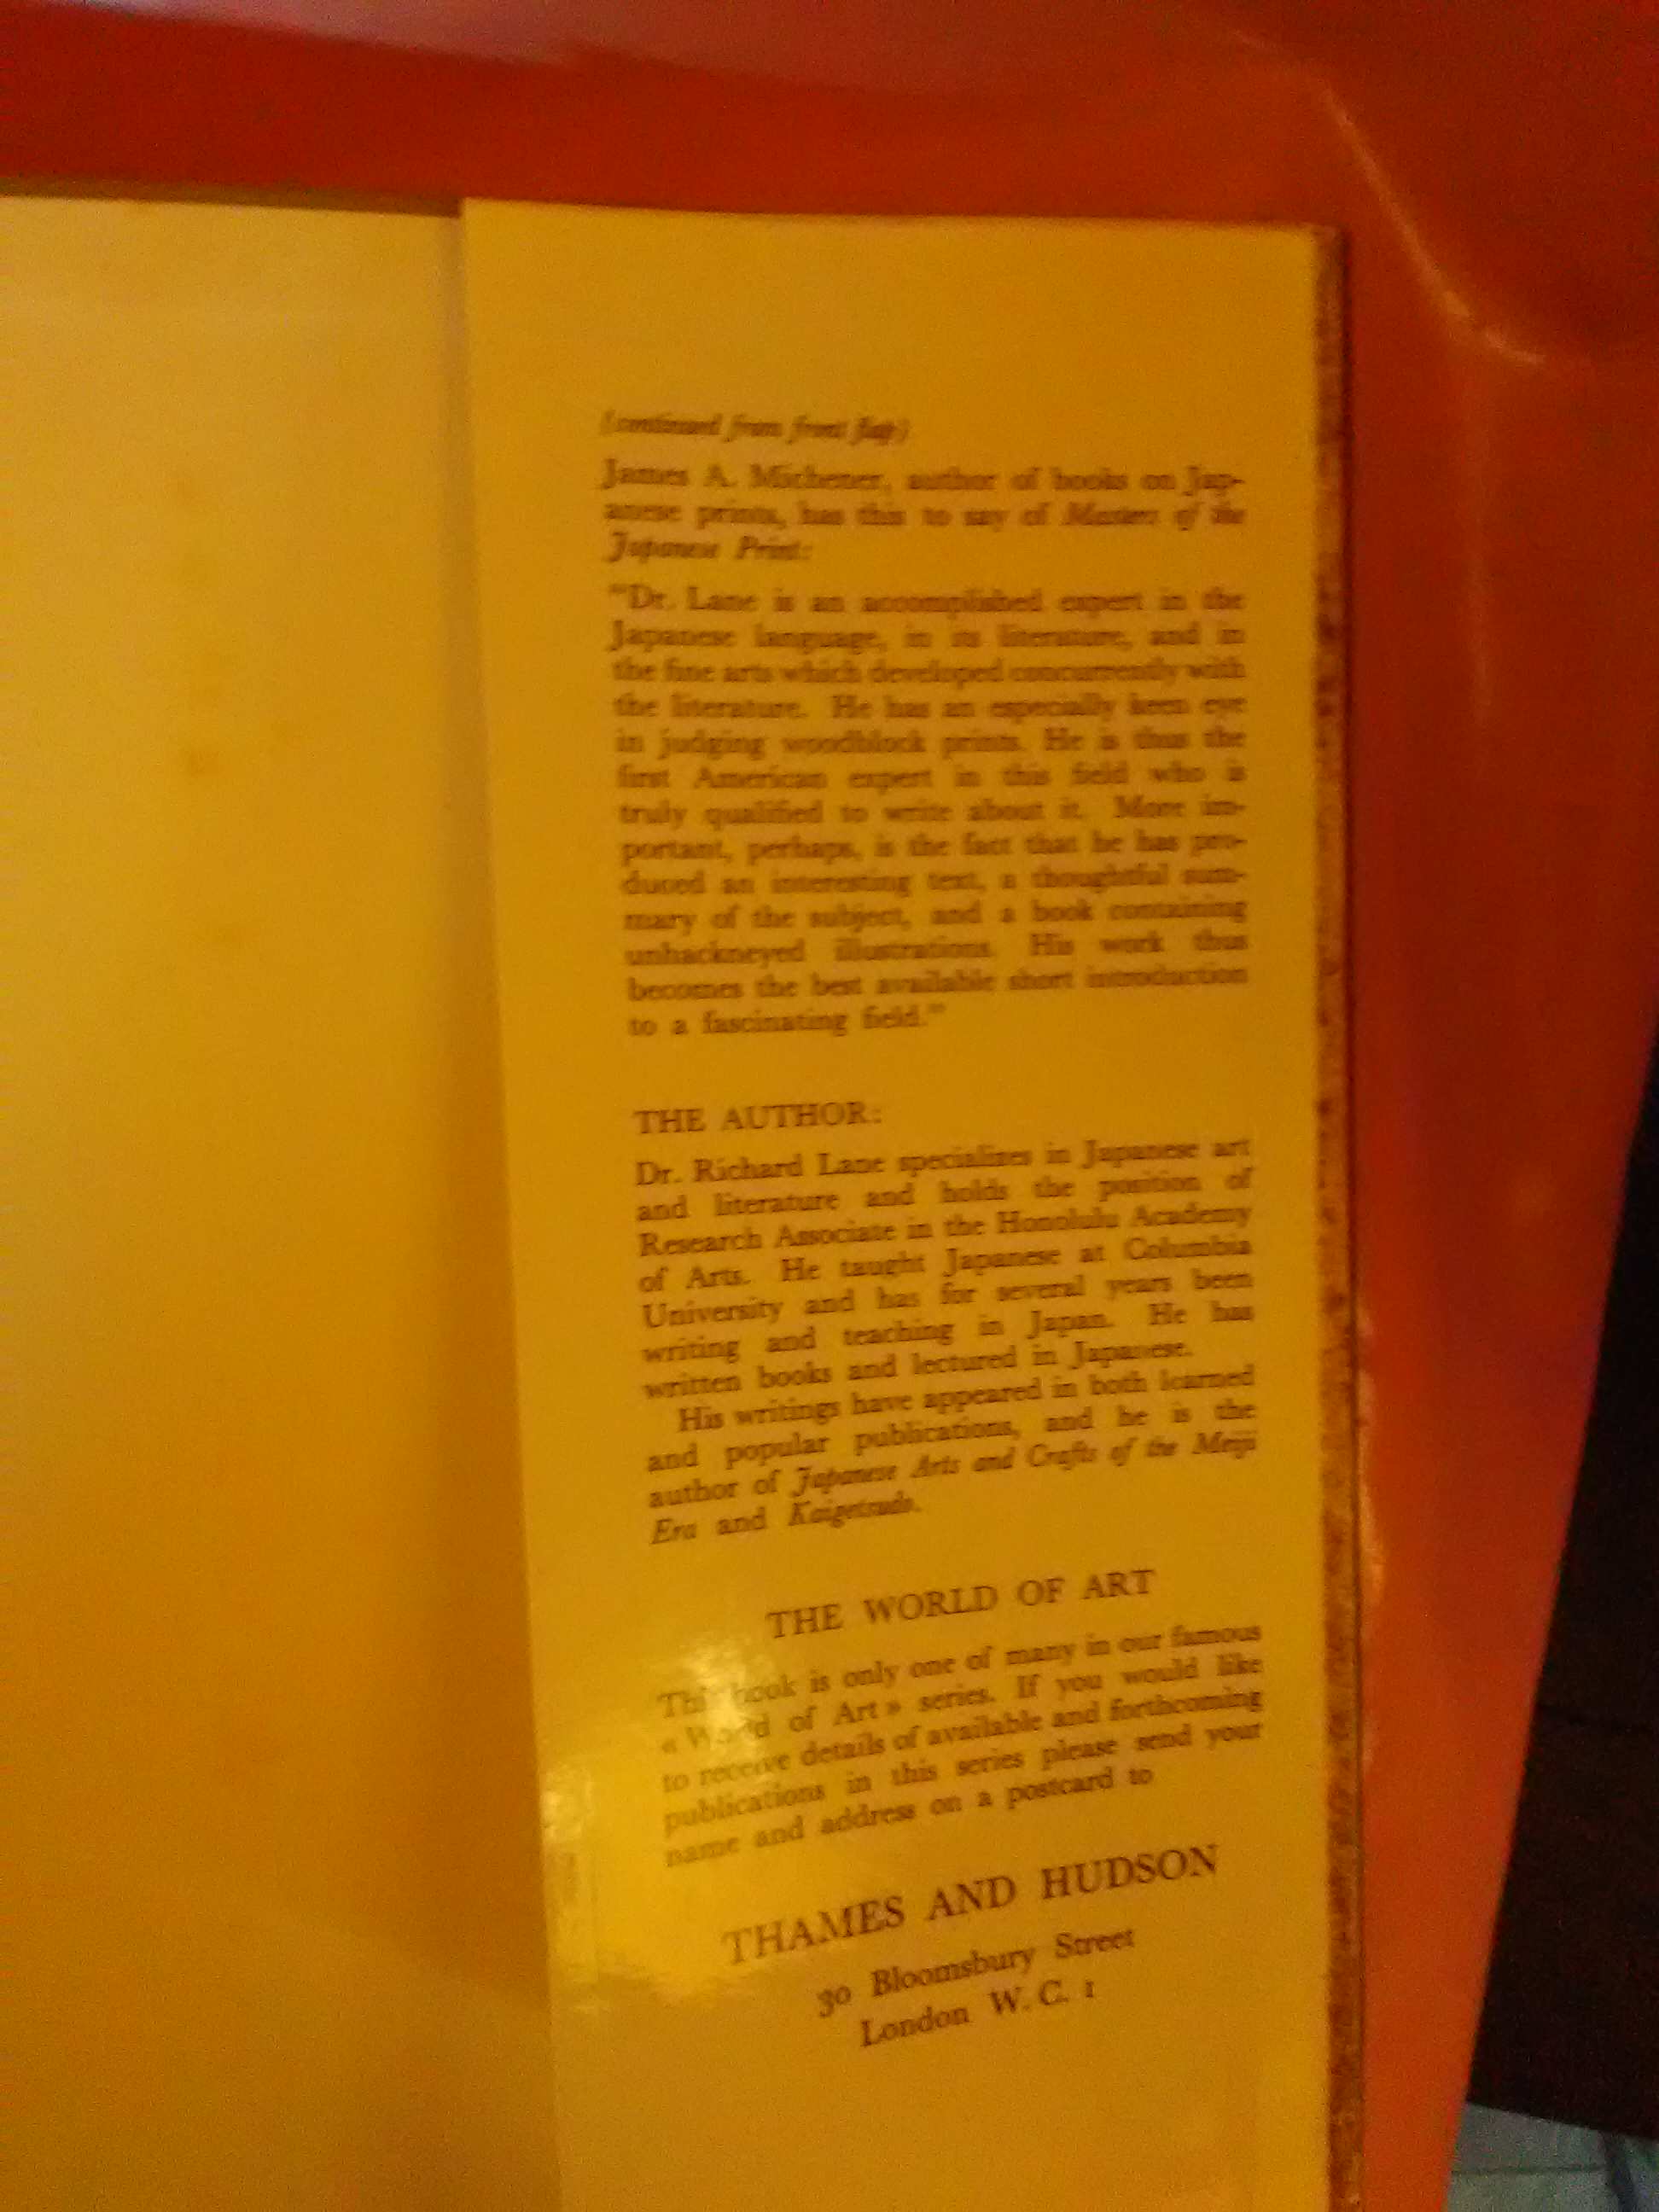 (continued from front flap)
James A. Michener, author of books on Jap-
anese prints, has this to say of Masters of the
Japanese Print:
"Dr. Lane is an accomplished expert in the
Japanese language, in its literature, and in
the fine arts which developed concurrently with
the literature. He has an especially keen eye
in judging woodblock prints. He is thus the
first American expert in this field who is
truly qualified to write about it. More im-
portant, perhaps, is the fact that he has pro-
duced an interesting text, a thoughtful sum-
mary of the subject, and a book containing
unhackneyed illustrations. His work thus
becomes the best available short introduction
to a fascinating field."
THE AUTHOR:
Dr. Richard Lane specializes in Japanese art
and literature and holds the position of
Research Associate in the Honolulu Academy
of Arts. He taught Japanese at Columbia
University and has for several years been
writing and teaching in Japan. He has
written books and lectured in Japanese.
His writings have appeared in both learned
and popular publications, and he is the
author of Japanese Arts and Crafts of the Meiji
Era and Kaigetsudo.
THE WORLD OF ART
This book is only one of many in our famous
« World of Art » series. If you would like
to receive details of available and forthcoming
publications in this series please send your
name and address on a postcard to
THAMES AND HUDSON
30 Bloomsbury Street
London W. C. 1